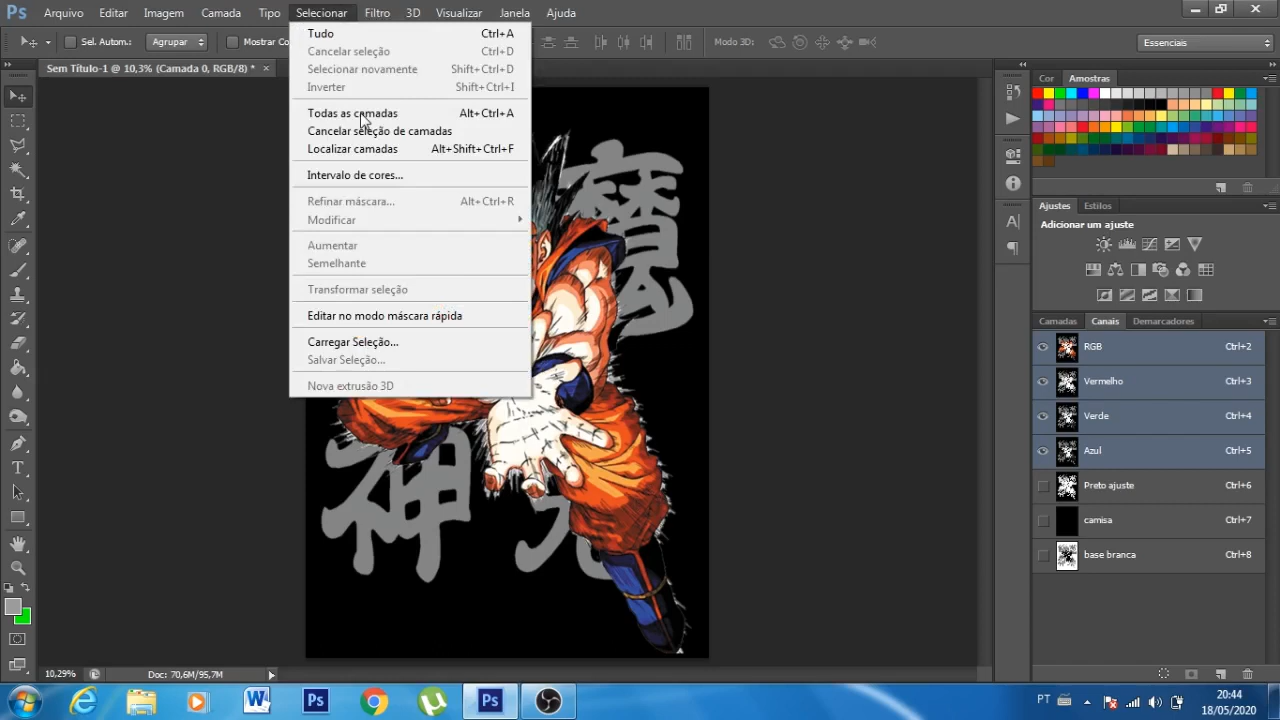 Ps Arquivo Editar Imagem Camada Tipo Selecionar Filtro 3D Visualizar Janela Ajuda
Sel. Autom.: Agrupar Mostrar Co Modo 3D: Essenciais
Sem Título-1 @ 10,3% (Camada 0, RGB/8) * ×
Tudo Ctrl+A
Cancelar seleção Ctrl+D
Selecionar novamente Shift+Ctrl+D
Inverter Shift+Ctrl+I
Todas as camadas Alt+Ctrl+A
Cancelar seleção de camadas
Localizar camadas Alt+Shift+Ctrl+F
Intervalo de cores...
Refinar máscara... Alt+Ctrl+R
Modificar
Aumentar
Semelhante
Transformar seleção
Editar no modo máscara rápida
Carregar Seleção...
Salvar Seleção...
Nova extrusão 3D
神
Cor Amostras
Ajustes Estilos
Adicionar um ajuste
Camadas Canais Demarcadores
RGB Ctrl+2
Vermelho Ctrl+3
Verde Ctrl+4
Azul Ctrl+5
Preto ajuste Ctrl+6
camisa Ctrl+7
base branca Ctrl+8
10,29% Doc: 70,6M/95,7M
PT 20:44
18/05/2020